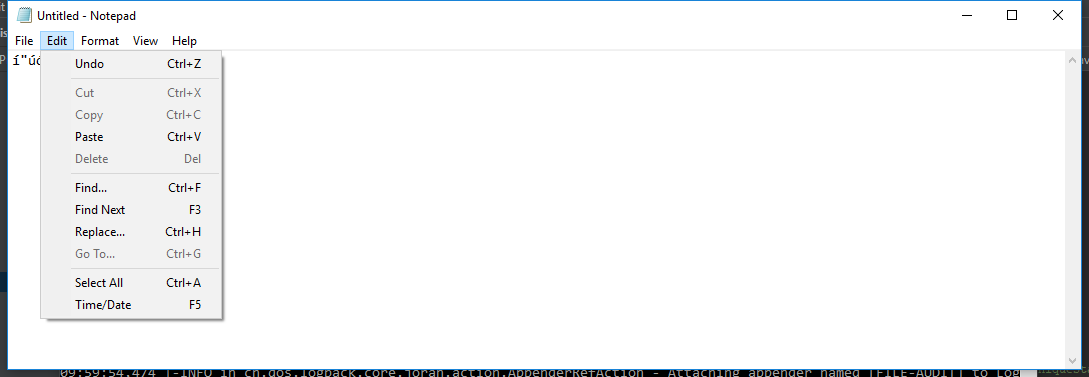 Untitled - Notepad
File Edit Format View Help
í"ú
Undo Ctrl+Z
Cut Ctrl+X
Copy Ctrl+C
Paste Ctrl+V
Delete Del
Find... Ctrl+F
Find Next F3
Replace... Ctrl+H
Go To... Ctrl+G
Select All Ctrl+A
Time/Date F5
09:59:54.474 |-INFO in ch.qos.logback.core.joran.action.AppenderRefAction - Attaching appender named [FILE-AUDIT] to Log